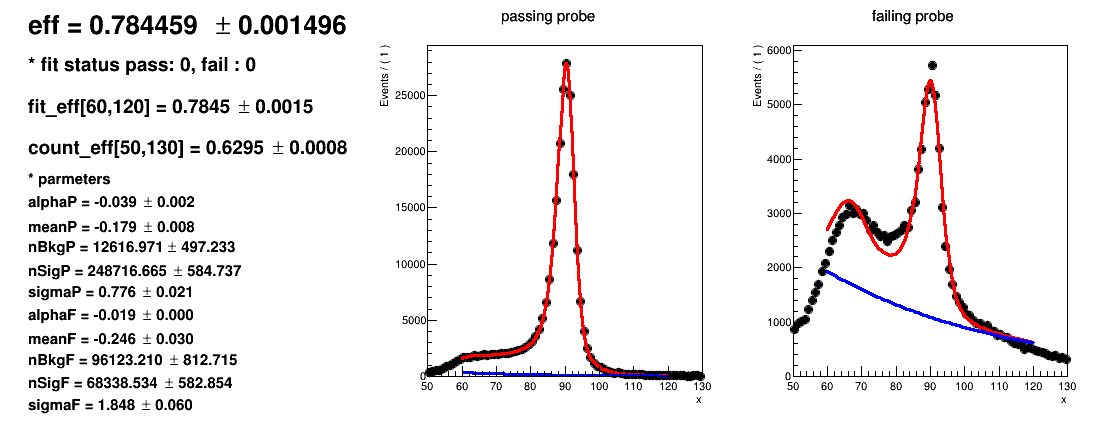 eff = 0.784459 ± 0.001496
* fit status pass: 0, fail : 0
fit_eff[60,120] = 0.7845 ± 0.0015
count_eff[50,130] = 0.6295 ± 0.0008
* parmeters
alphaP = -0.039 ± 0.002
meanP = -0.179 ± 0.008
nBkgP = 12616.971 ± 497.233
nSigP = 248716.665 ± 584.737
sigmaP = 0.776 ± 0.021
alphaF = -0.019 ± 0.000
meanF = -0.246 ± 0.030
nBkgF = 96123.210 ± 812.715
nSigF = 68338.534 ± 582.854
sigmaF = 1.848 ± 0.060
passing probe
Events / ( 1 )
25000
20000
15000
10000
5000
0
50 60 70 80 90 100 110 120 130
x
failing probe
Events / ( 1 )
6000
5000
4000
3000
2000
1000
0
50 60 70 80 90 100 110 120 130
x